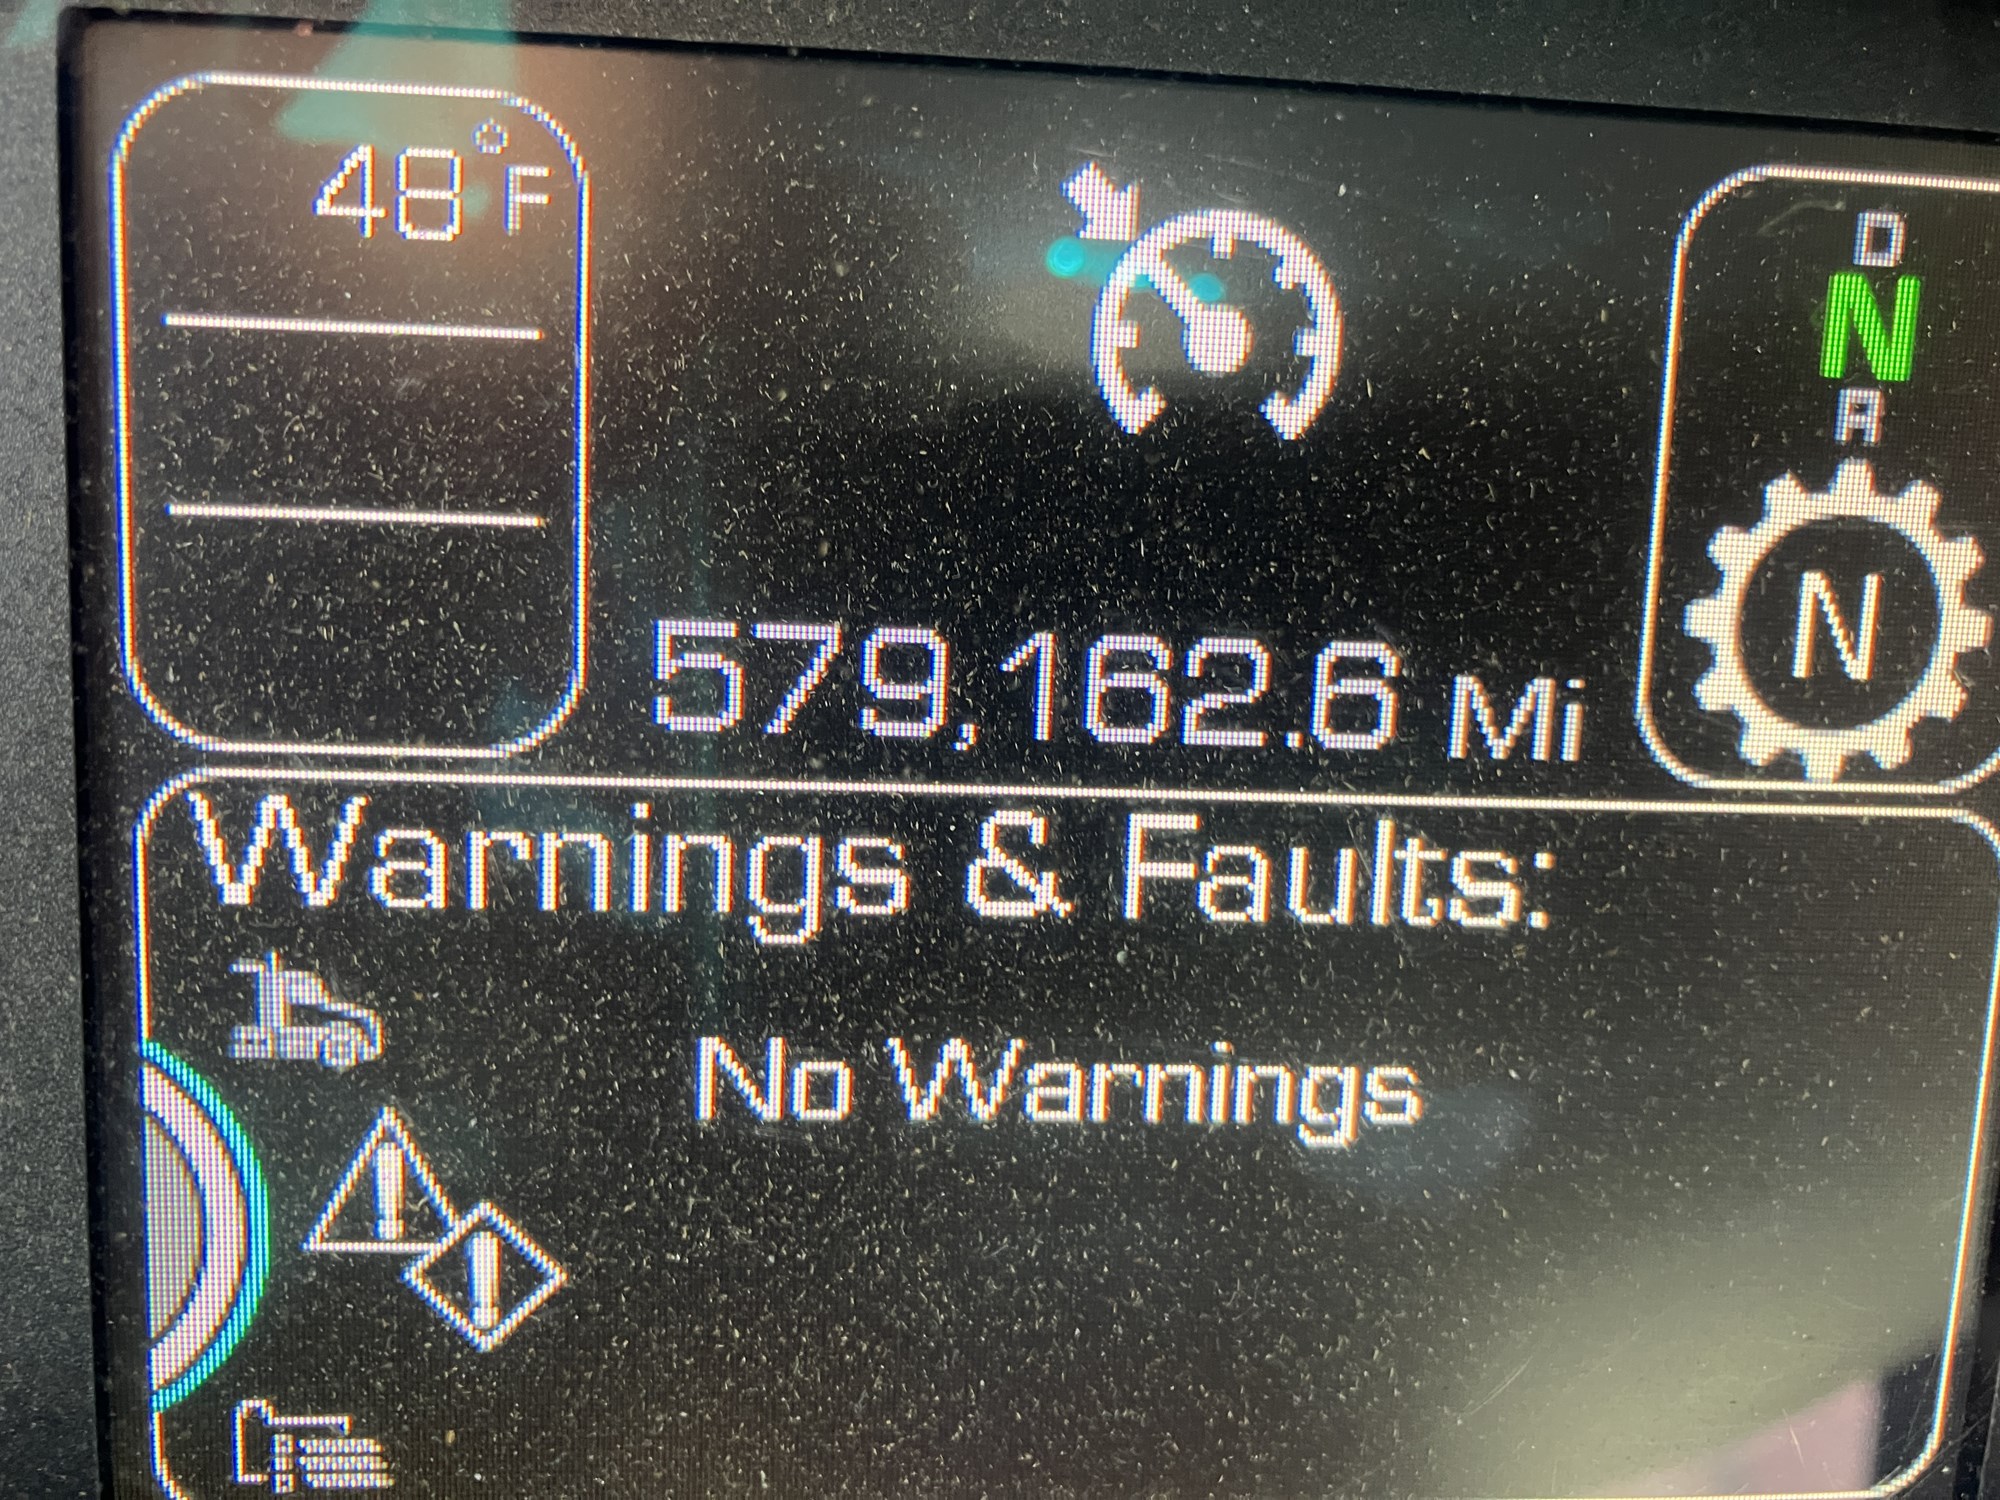 48°F
D
N
A
N
579,162.6 Mi
Warnings & Faults:
No Warnings